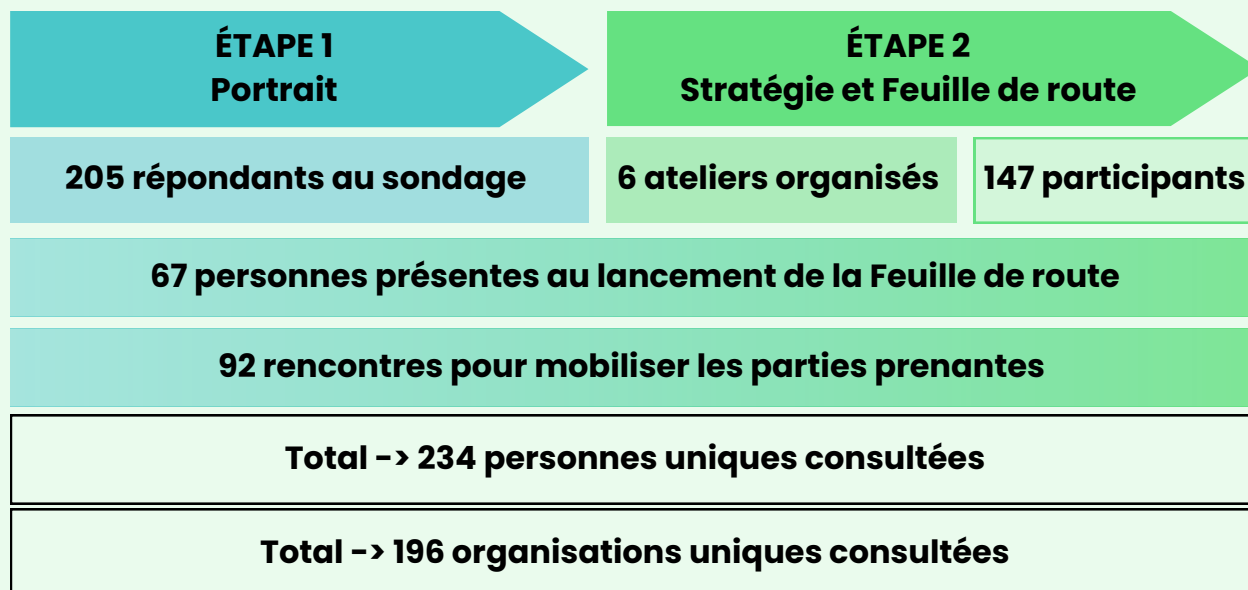 ÉTAPE 1
Portrait
ÉTAPE 2
Stratégie et Feuille de route
205 répondants au sondage
6 ateliers organisés
147 participants
67 personnes présentes au lancement de la Feuille de route
92 rencontres pour mobiliser les parties prenantes
Total -> 234 personnes uniques consultées
Total -> 196 organisations uniques consultées